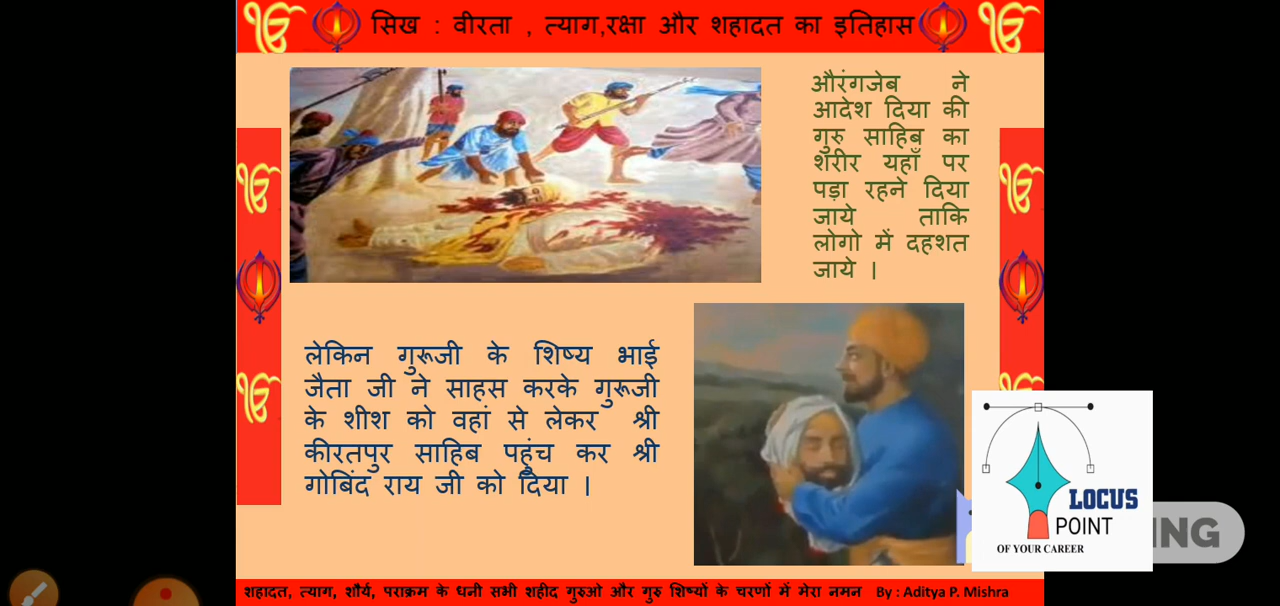 सिख : वीरता , त्याग,रक्षा और शहादत का इतिहास
औरंगजेब ने
आदेश दिया की
गुरु साहिब का
शरीर यहाँ पर
पड़ा रहने दिया
जाये ताकि
लोगो में दहशत
जाये ।
लेकिन गुरूजी के शिष्य भाई
जैता जी ने साहस करके गुरूजी
के शीश को वहां से लेकर श्री
कीरतपुर साहिब पहुंच कर श्री
गोबिंद राय जी को दिया ।
LOCUS
POINT
OF YOUR CAREER
शहादत, त्याग, शौर्य, पराक्रम के धनी सभी शहीद गुरुओ और गुरु शिष्यों के चरणों में मेरा नमन By : Aditya P. Mishra